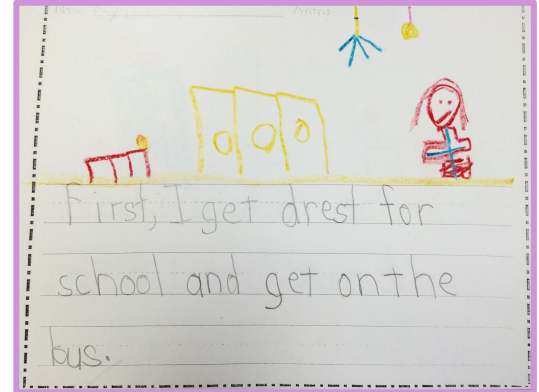 First, I get drest for
school and get on the
bus.